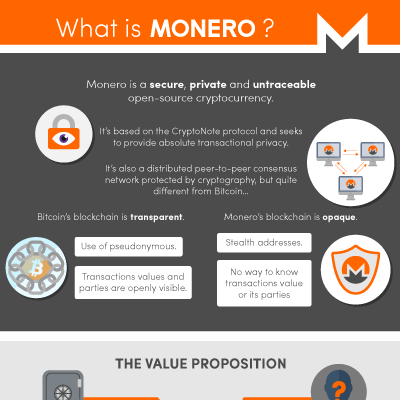 What is MONERO ?
Monero is a secure, private and untraceable
open-source cryptocurrency.
It's based on the CryptoNote protocol and seeks
to provide absolute transactional privacy.
It's also a distributed peer-to-peer consensus
network protected by cryptography, but quite
different from Bitcoin...
Bitcoin's blockchain is transparent.
Use of pseudonymous.
Transactions values and
parties are openly visible.
Monero's blockchain is opaque.
Stealth addresses.
No way to know
transactions value
or its parties
THE VALUE PROPOSITION